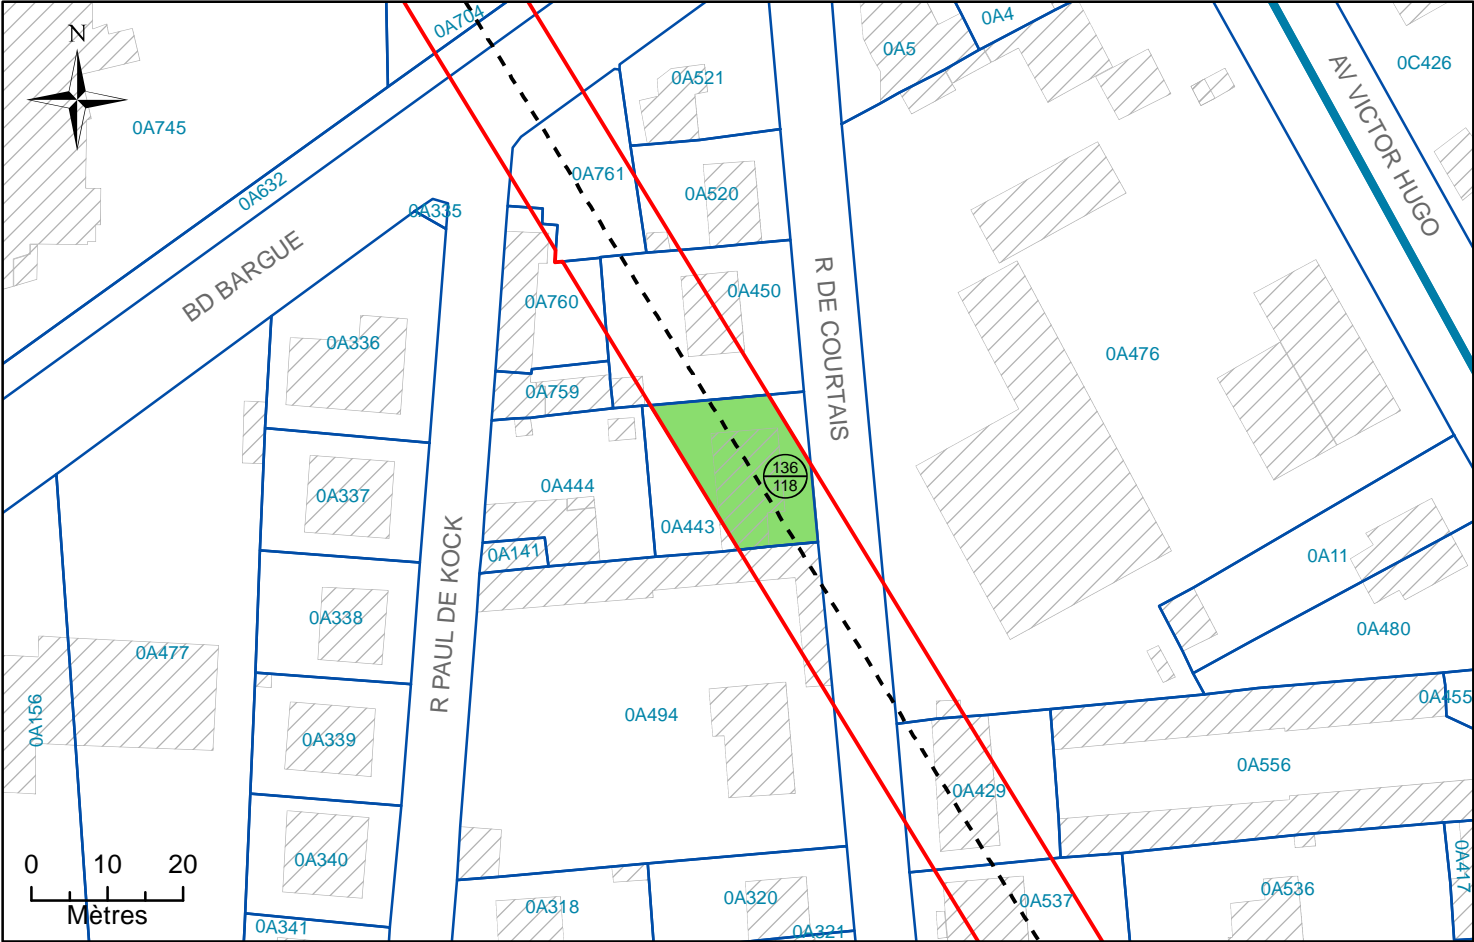 0A704
0A4
N
0A5
0C426
0A521
0A745
AV VICTOR HUGO
0A761
0A632
0A520
0A335
BD BARGUE
R DE COURTAIS
0A760
0A450
0A336
0A476
0A759
136
118
0A444
0A337
0A443
0A141
0A11
R PAUL DE KOCK
0A338
0A480
0A477
0A156
0A494
0A455
0A339
0A556
0A429
0 10 20
Mètres
0A340
0A417
0A536
0A320
0A318
0A537
0A341
0A321